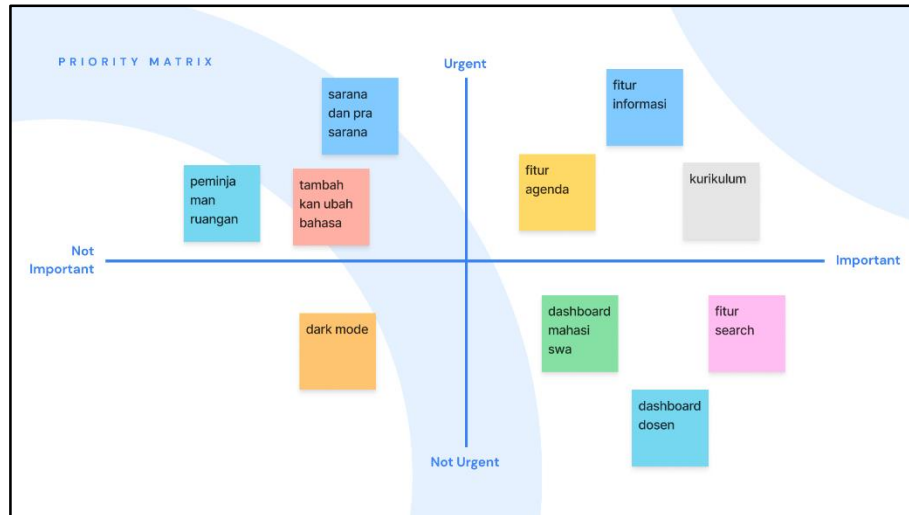 PRIORITY MATRIX
Urgent
sarana
dan pra
sarana
fitur
informasi
peminja
man
ruangan
tambah
kan ubah
bahasa
fitur
agenda
kurikulum
Not
Important
Important
dark mode
dashboard
mahasi
swa
fitur
search
dashboard
dosen
Not Urgent